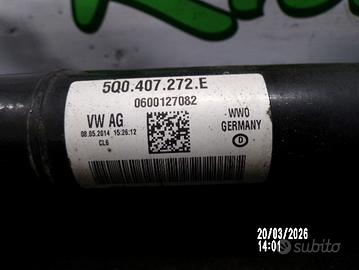 5Q0.407.272.E
0600127082
VW AG
08.05.2014 15:26:12
CL6
WWO
GERMANY
D
20/03/2026
14:01
subito